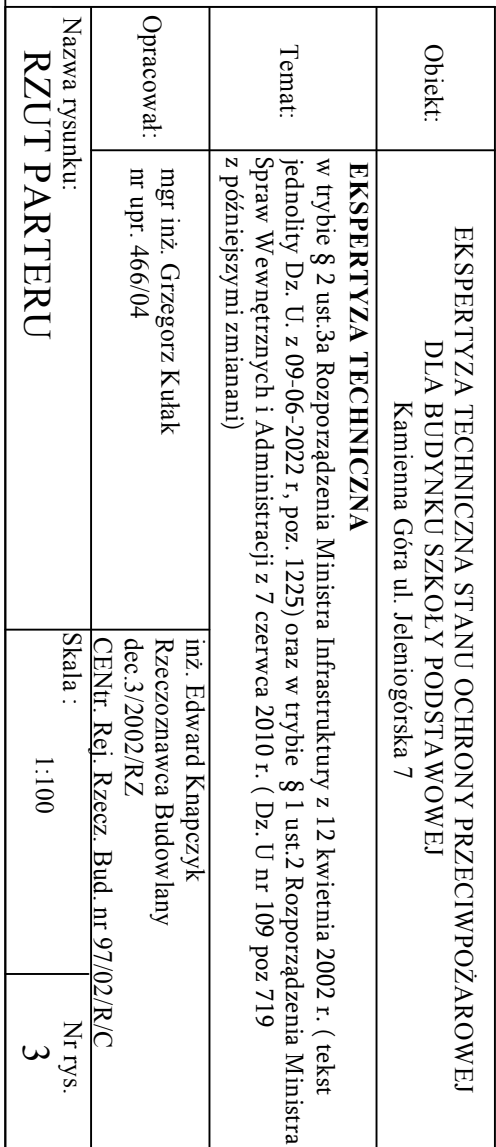 Obiekt:
EKSPERTYZA TECHNICZNA STANU OCHRONY PRZECIWPOŻAROWEJ
DLA BUDYNKU SZKOŁY PODSTAWOWEJ
Kamienna Góra ul. Jeleniogórska 7
Temat:
EKSPERTYZA TECHNICZNA
w trybie § 2 ust.3a Rozporządzenia Ministra Infrastruktury z 12 kwietnia 2002 r. ( tekst
jednolity Dz. U. z 09-06-2022 r, poz. 1225) oraz w trybie § 1 ust.2 Rozporządzenia Ministra
Spraw Wewnętrznych i Administracji z 7 czerwca 2010 r. ( Dz. U nr 109 poz 719
z późniejszymi zmianani)
Opracował:
mgr inż. Grzegorz Kułak
nr upr. 466/04
inż. Edward Knapczyk
Rzeczoznawca Budowlany
dec.3/2002/RZ
CENtr. Rej. Rzecz. Bud. nr 97/02/R/C
Nazwa rysunku:
RZUT PARTERU
Skala :
1:100
Nr rys.
3